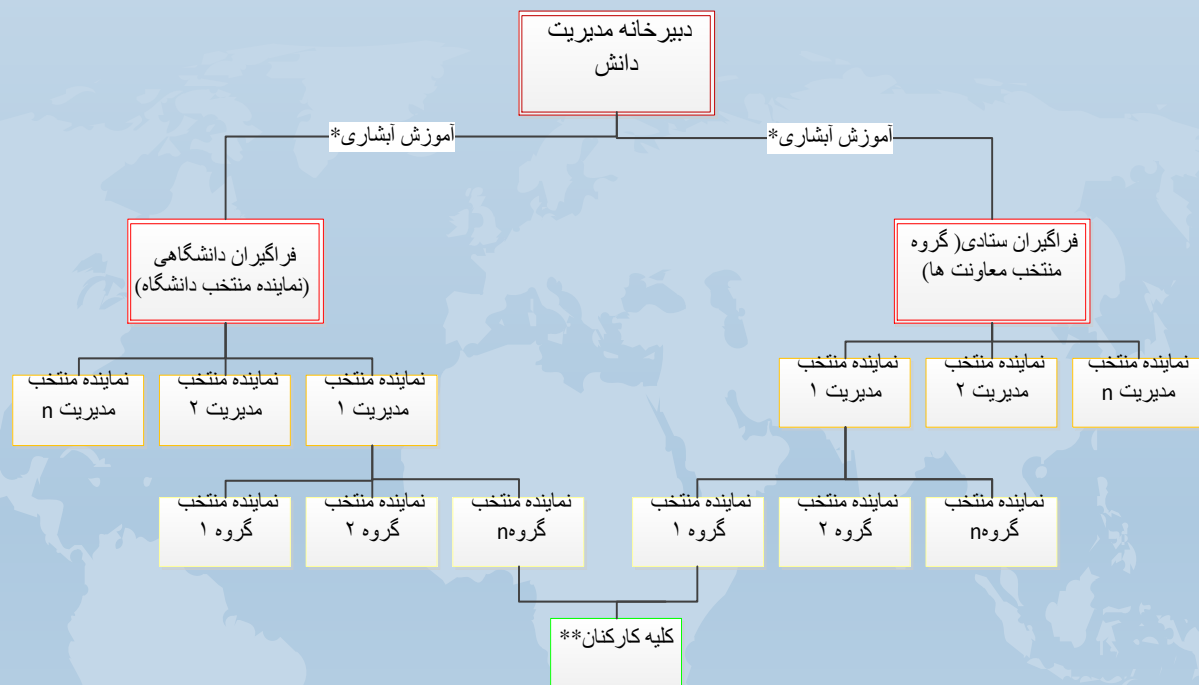 دبیرخانه مدیریت
دانش
آموزش آبشاری*
آموزش آبشاری*
فراگیران ستادی( گروه
منتخب معاونت ها)
فراگیران دانشگاهی
(نماینده منتخب دانشگاه)
نماینده منتخب
مدیریت n
نماینده منتخب
مدیریت ۲
نماینده منتخب
مدیریت ۱
نماینده منتخب
مدیریت ۱
نماینده منتخب
مدیریت ۲
نماینده منتخب
مدیریت n
نماینده منتخب
گروهn
نماینده منتخب
گروه ۲
نماینده منتخب
گروه ۱
نماینده منتخب
گروهn
نماینده منتخب
گروه ۲
نماینده منتخب
گروه ۱
کلیه کارکنان**